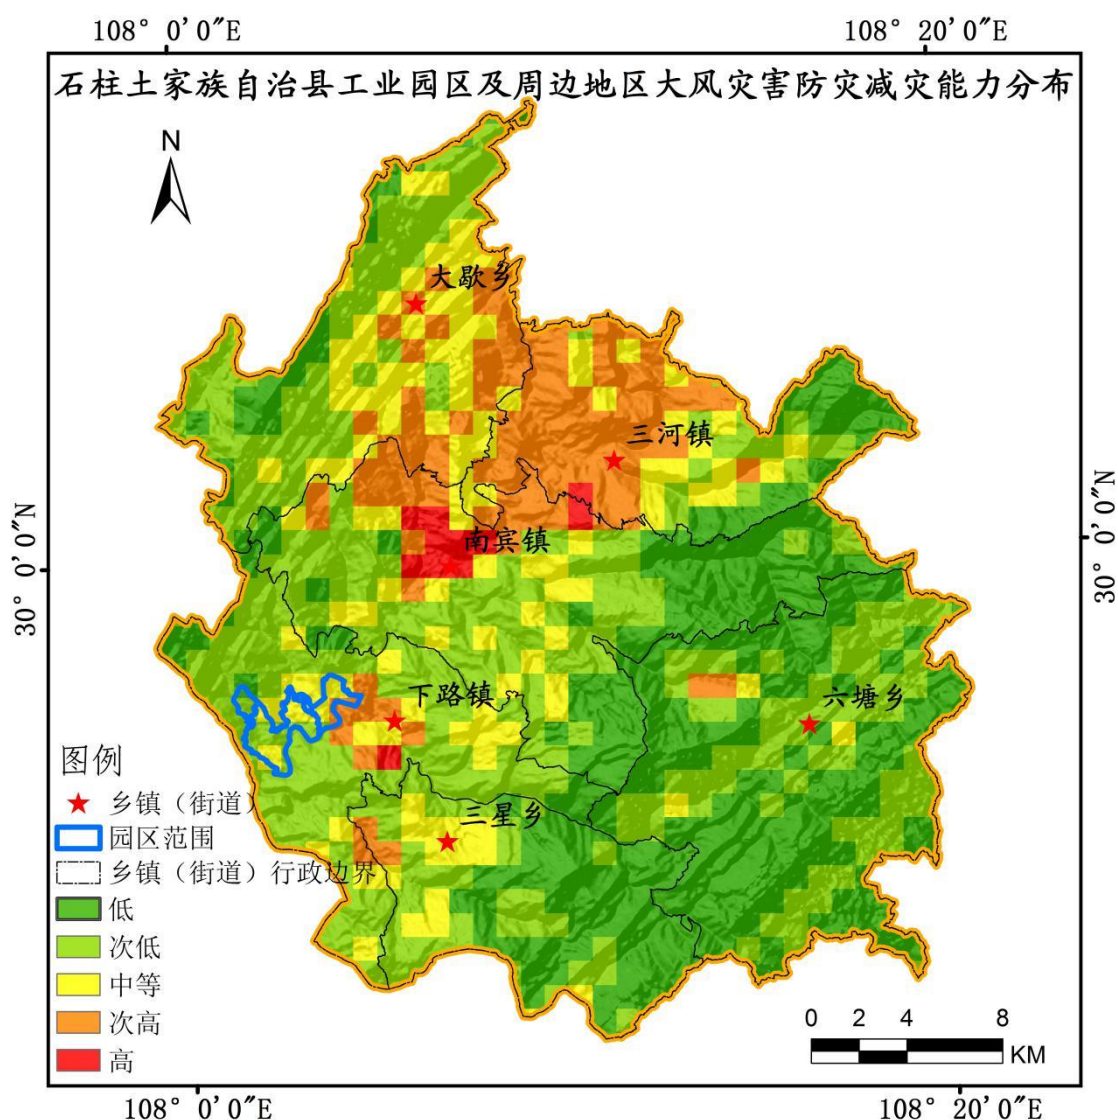 108° 0′0″E
108° 20′0″E
石柱土家族自治县工业园区及周边地区大风灾害防灾减灾能力分布
N
大歇乡
三河镇
南宾镇
30° 0′0″N
30° 0′0″N
下路镇
六塘乡
三星乡
图例
乡镇（街道）
园区范围
乡镇（街道）行政边界
低
次低
中等
次高
高
0 2 4 8
KM
108° 0′0″E
108° 20′0″E